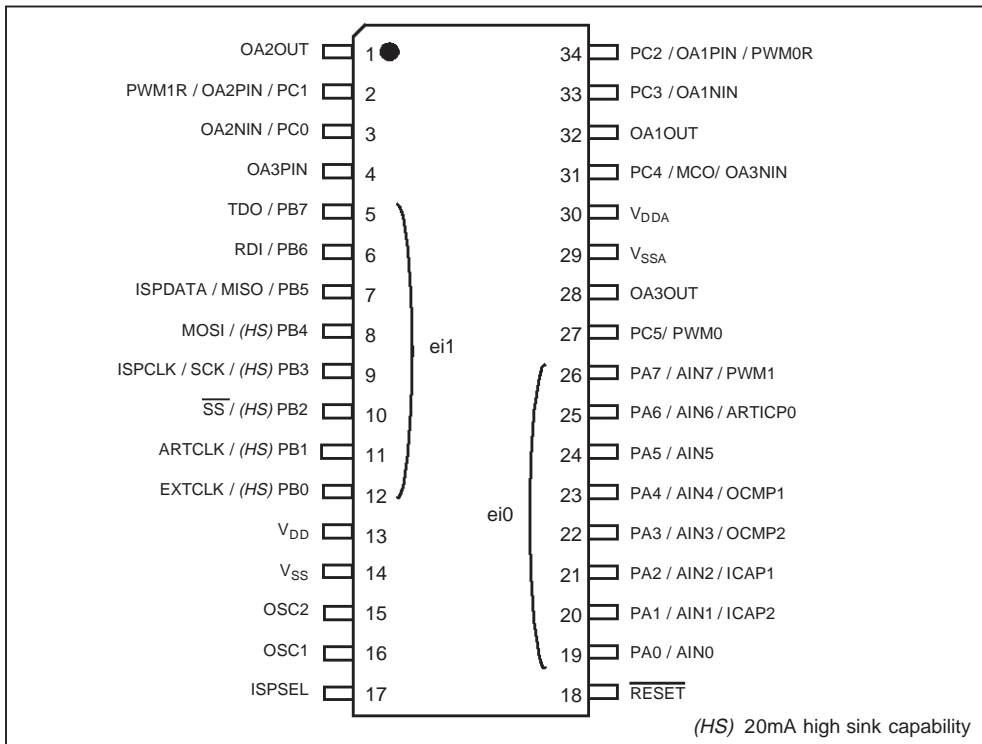 OA2OUT 1 34 PC2 / OA1PIN / PWM0R
PWM1R / OA2PIN / PC1 2 33 PC3 / OA1NIN
OA2NIN / PC0 3 32 OA1OUT
OA3PIN 4 31 PC4 / MCO/ OA3NIN
TDO / PB7 5 30 VDDA
RDI / PB6 6 29 VSSA
ISPDATA / MISO / PB5 7 28 OA3OUT
MOSI / (HS) PB4 8 27 PC5/ PWM0
ei1
ISPCLK / SCK / (HS) PB3 9 26 PA7 / AIN7 / PWM1
S̅S̅ / (HS) PB2 10 25 PA6 / AIN6 / ARTICP0
ARTCLK / (HS) PB1 11 24 PA5 / AIN5
EXTCLK / (HS) PB0 12 23 PA4 / AIN4 / OCMP1
ei0
VDD 13 22 PA3 / AIN3 / OCMP2
VSS 14 21 PA2 / AIN2 / ICAP1
OSC2 15 20 PA1 / AIN1 / ICAP2
OSC1 16 19 PA0 / AIN0
ISPSEL 17 18 R̅E̅S̅E̅T̅
(HS) 20mA high sink capability